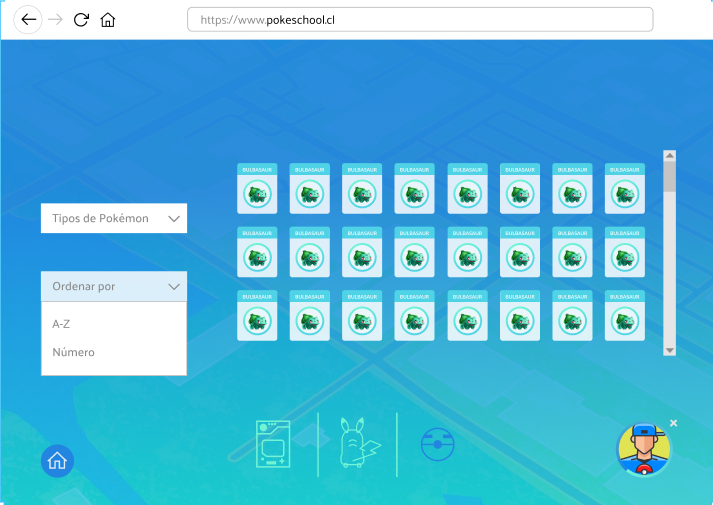 https://www.pokeschool.cl
BULBASAUR BULBASAUR BULBASAUR BULBASAUR BULBASAUR BULBASAUR BULBASAUR BULBASAUR
Tipos de Pokémon
BULBASAUR BULBASAUR BULBASAUR BULBASAUR BULBASAUR BULBASAUR BULBASAUR BULBASAUR
Ordenar por
BULBASAUR BULBASAUR BULBASAUR BULBASAUR BULBASAUR BULBASAUR BULBASAUR BULBASAUR
A-Z
Número